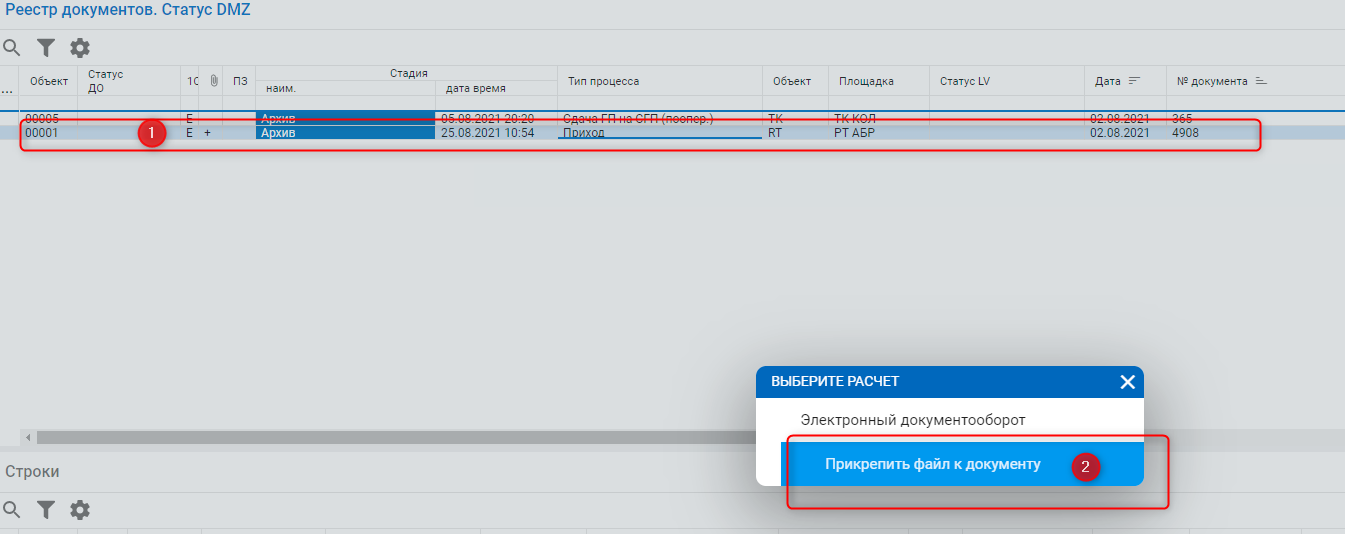 Реестр документов. Статус DMZ
Объект Статус ДО 1С ПЗ Стадия Тип процесса Объект Площадка Статус LV Дата № документа
наим. дата время
00005 Е Архив 05.08.2021 20:20 Сдача ГП на СГП (поопер.) ТК ТК КОЛ 02.08.2021 365
00001 1 Е + Архив 25.08.2021 10:54 Приход RT РТ АБР 02.08.2021 4908
ВЫБЕРИТЕ РАСЧЕТ
Электронный документооборот
Прикрепить файл к документу 2
Строки